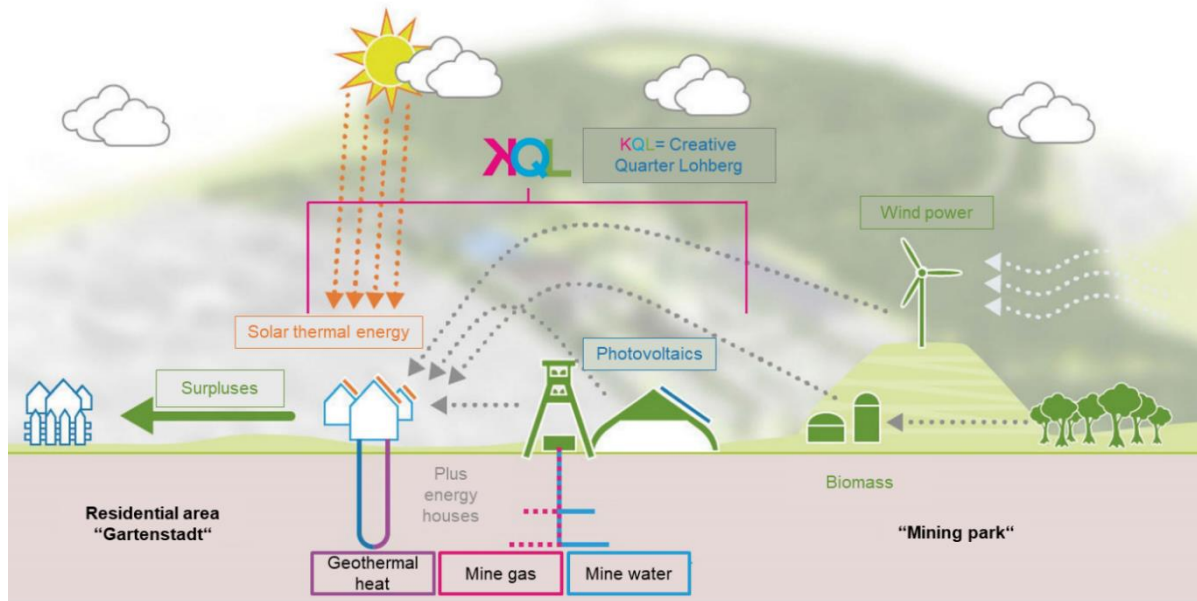 KQL
KQL= Creative
Quarter Lohberg
Wind power
Solar thermal energy
Photovoltaics
Surpluses
Plus
energy
houses
Biomass
Residential area
“Gartenstadt“
“Mining park“
Geothermal
heat
Mine gas
Mine water